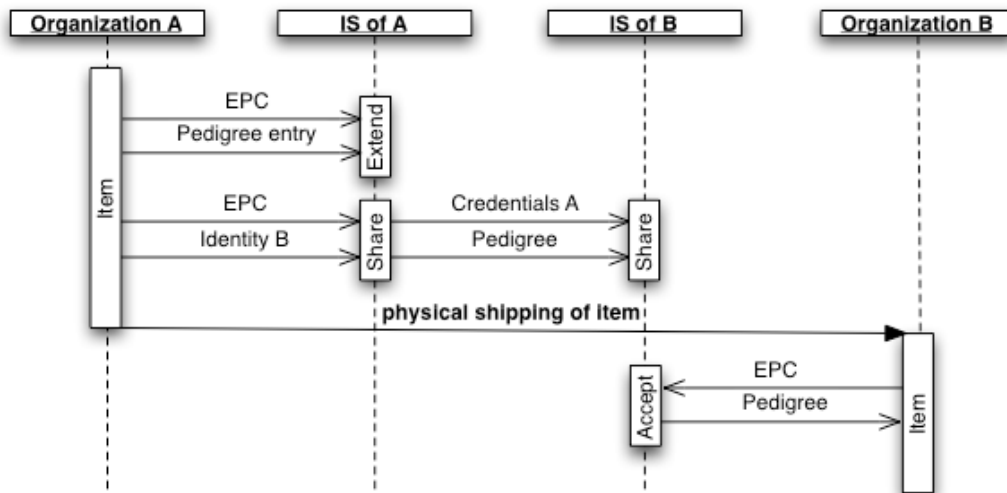 Organization A
IS of A
IS of B
Organization B
EPC
Pedigree entry
Extend
Item
EPC
Credentials A
Identity B
Pedigree
Share
Share
physical shipping of item
EPC
Pedigree
Accept
Item